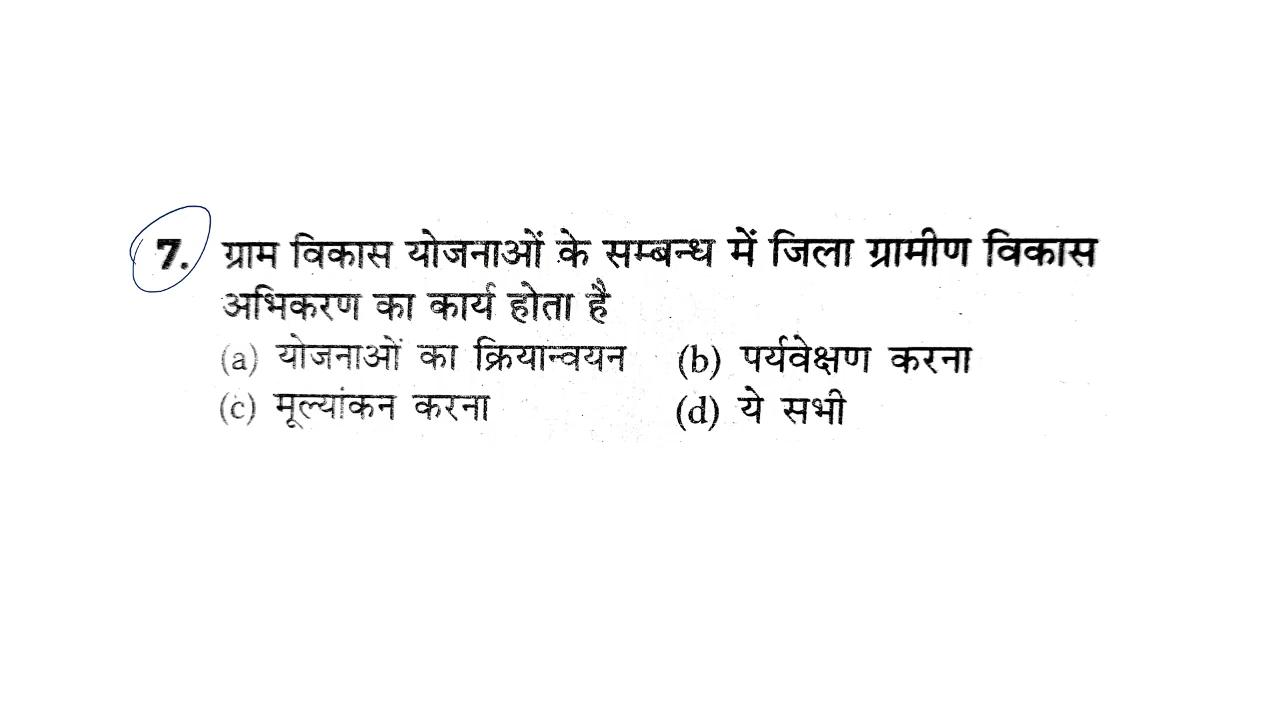 7. ग्राम विकास योजनाओं के सम्बन्ध में जिला ग्रामीण विकास
अभिकरण का कार्य होता है
(a) योजनाओं का क्रियान्वयन (b) पर्यवेक्षण करना
(c) मूल्यांकन करना (d) ये सभी